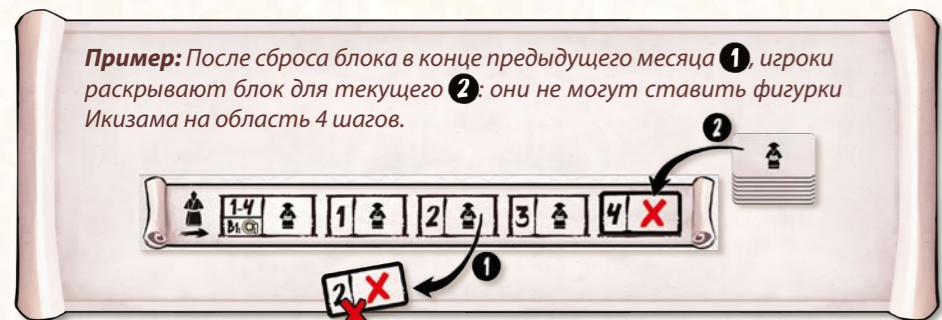 Пример: После сброса блока в конце предыдущего месяца 1, игроки
раскрывают блок для текущего 2: они не могут ставить фигурки
Икизама на область 4 шагов.
2
1-4 1 2 3 4
1
2